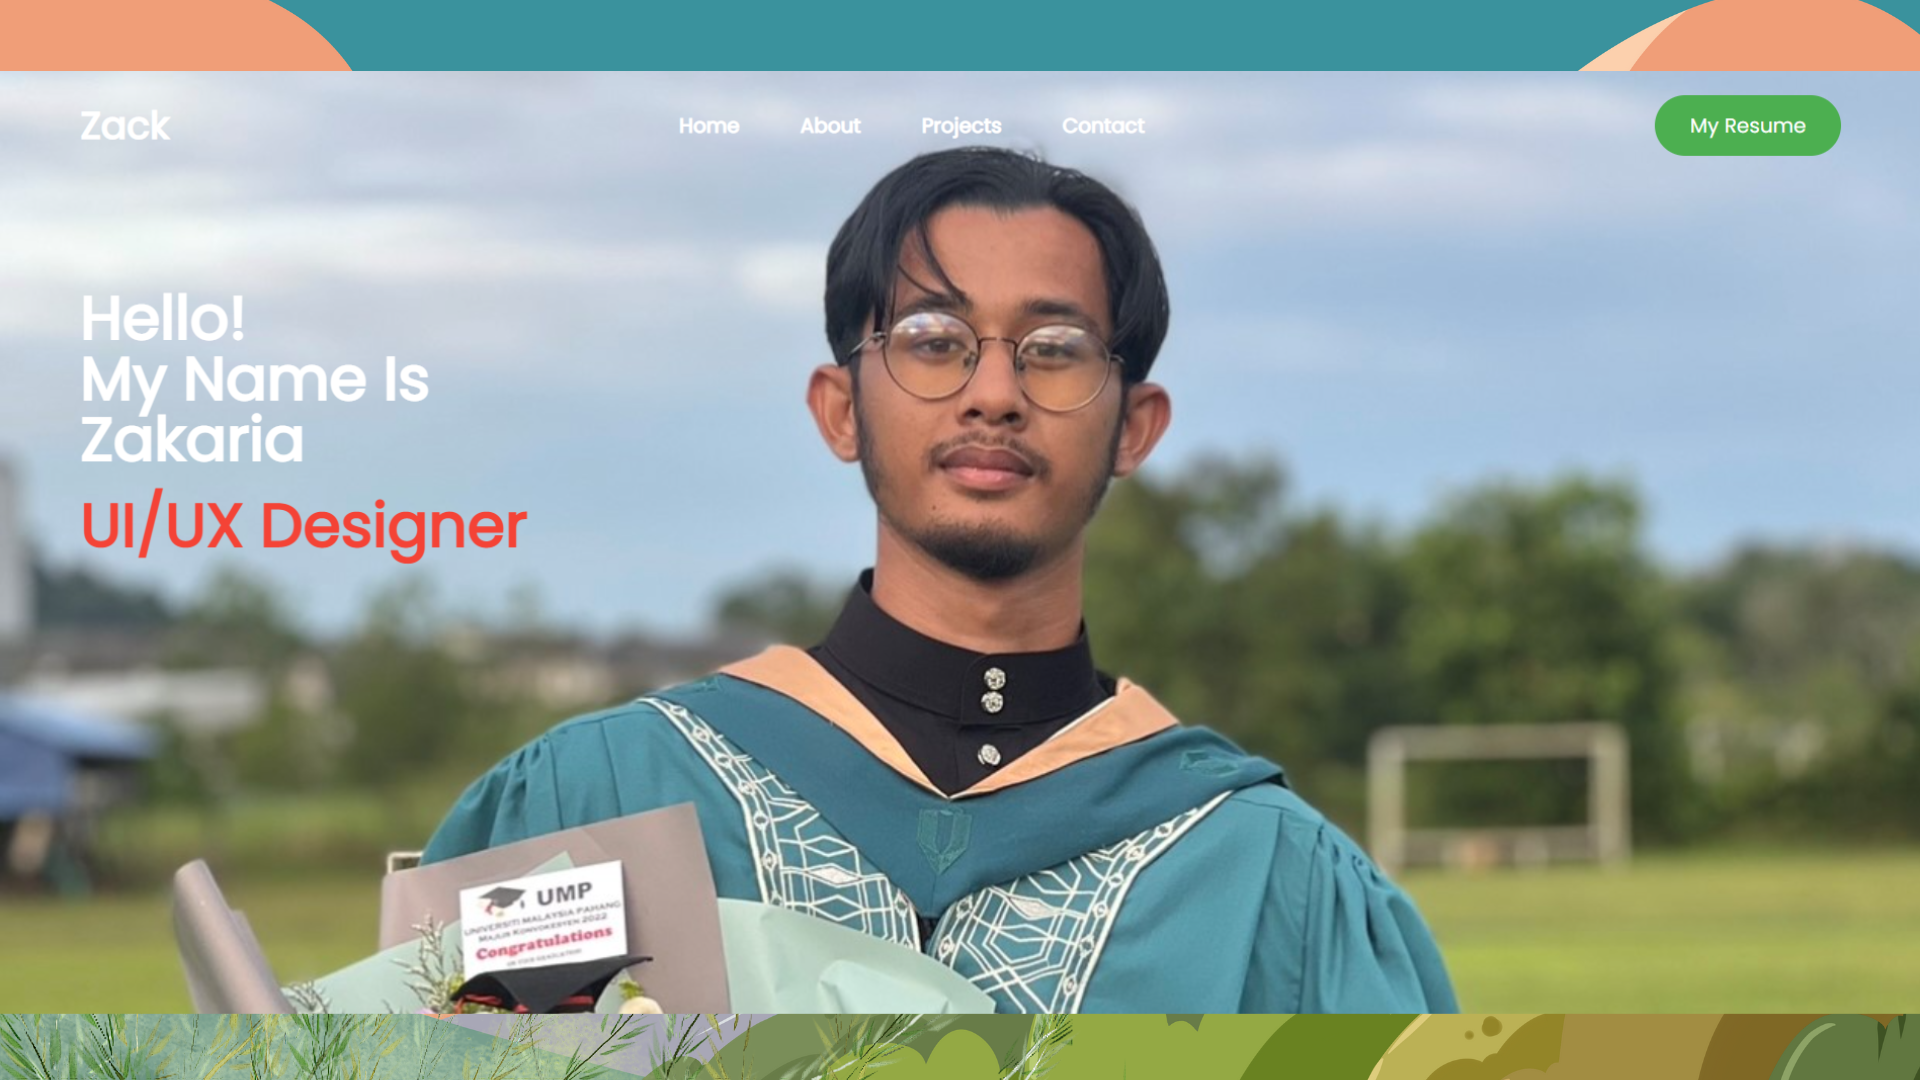 Zack
Home About Projects Contact
My Resume
Hello!
My Name Is
Zakaria
UI/UX Designer
UMP
UNIVERSITI MALAYSIA PAHANG
MAJLIS KONVOKESYEN 2022
Congratulations